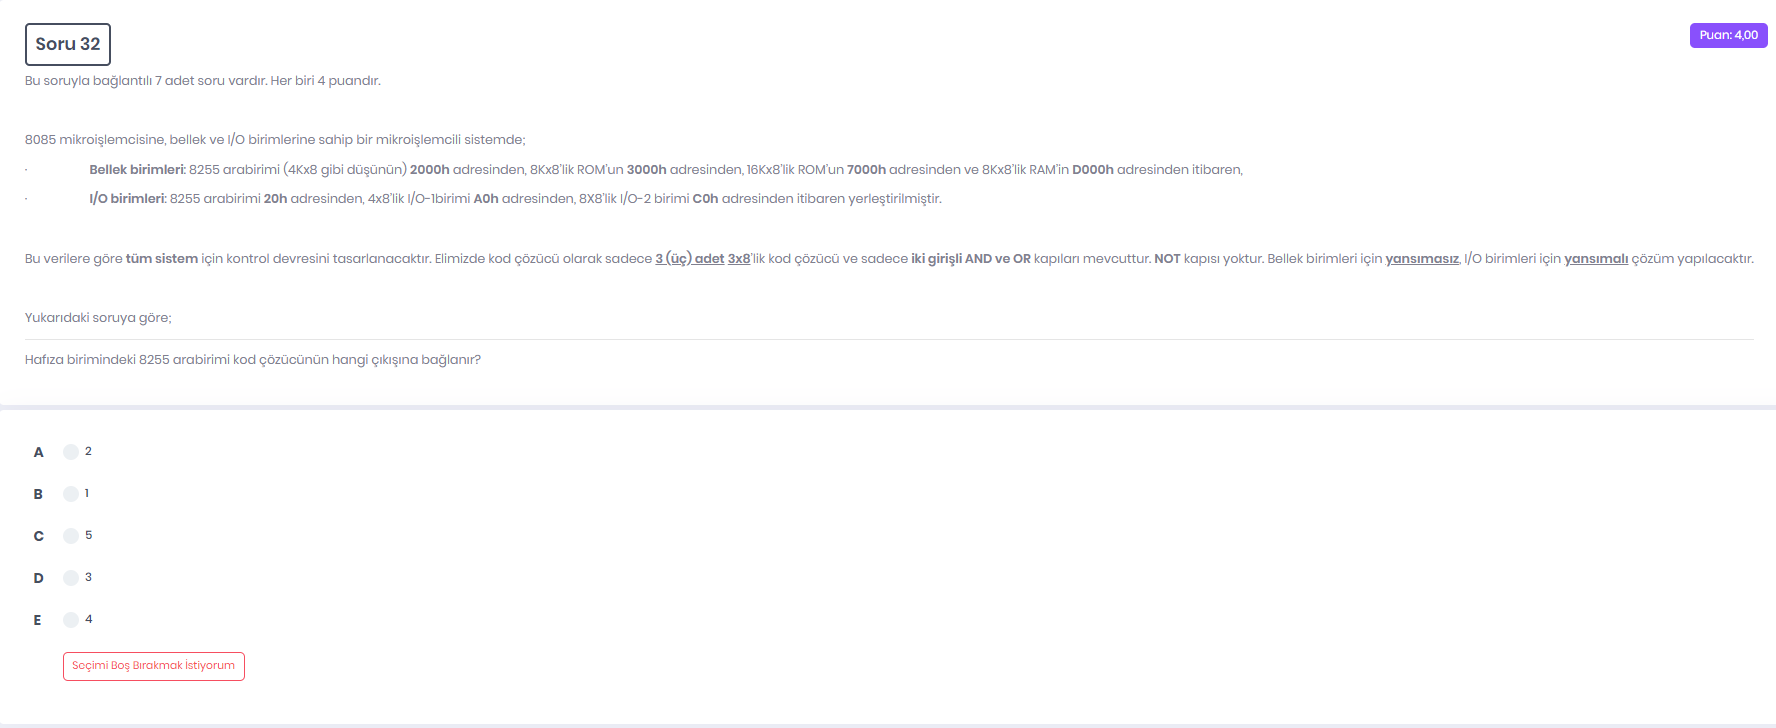 Soru 32
Puan: 4,00
Bu soruyla bağlantılı 7 adet soru vardır. Her biri 4 puandır.
8085 mikroişlemcisine, bellek ve I/O birimlerine sahip bir mikroişlemcili sistemde;
· Bellek birimleri: 8255 arabirimi (4Kx8 gibi düşünün) 2000h adresinden, 8Kx8'lik ROM'un 3000h adresinden, 16Kx8'lik ROM'un 7000h adresinden ve 8Kx8'lik RAM'in D000h adresinden itibaren,
· I/O birimleri: 8255 arabirimi 20h adresinden, 4x8'lik I/O-1birimi A0h adresinden, 8X8'lik I/O-2 birimi C0h adresinden itibaren yerleştirilmiştir.
Bu verilere göre tüm sistem için kontrol devresini tasarlanacaktır. Elimizde kod çözücü olarak sadece 3 (üç) adet 3x8'lik kod çözücü ve sadece iki girişli AND ve OR kapıları mevcuttur. NOT kapısı yoktur. Bellek birimleri için yansımasız, I/O birimleri için yansımalı çözüm yapılacaktır.
Yukarıdaki soruya göre;
Hafıza birimindeki 8255 arabirimi kod çözücünün hangi çıkışına bağlanır?
A 2
B 1
C 5
D 3
E 4
Seçimi Boş Bırakmak İstiyorum